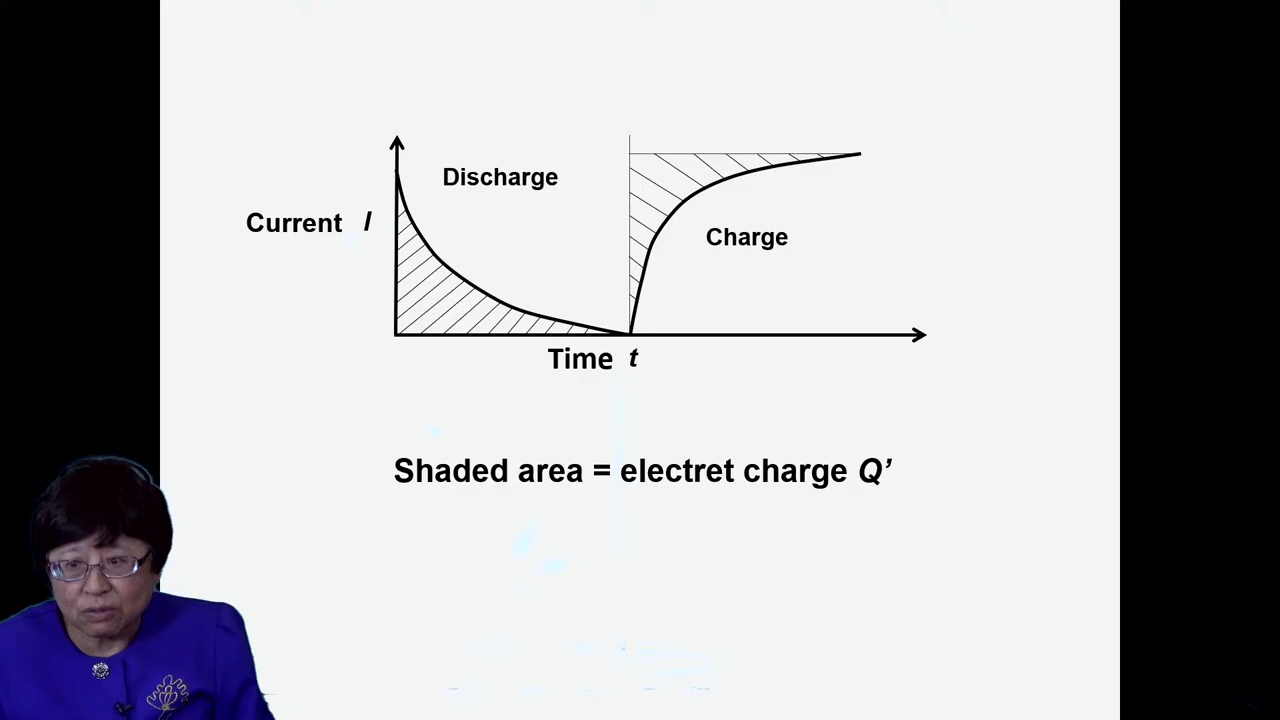 Discharge
Current I
Charge
Time t
Shaded area = electret charge Q’